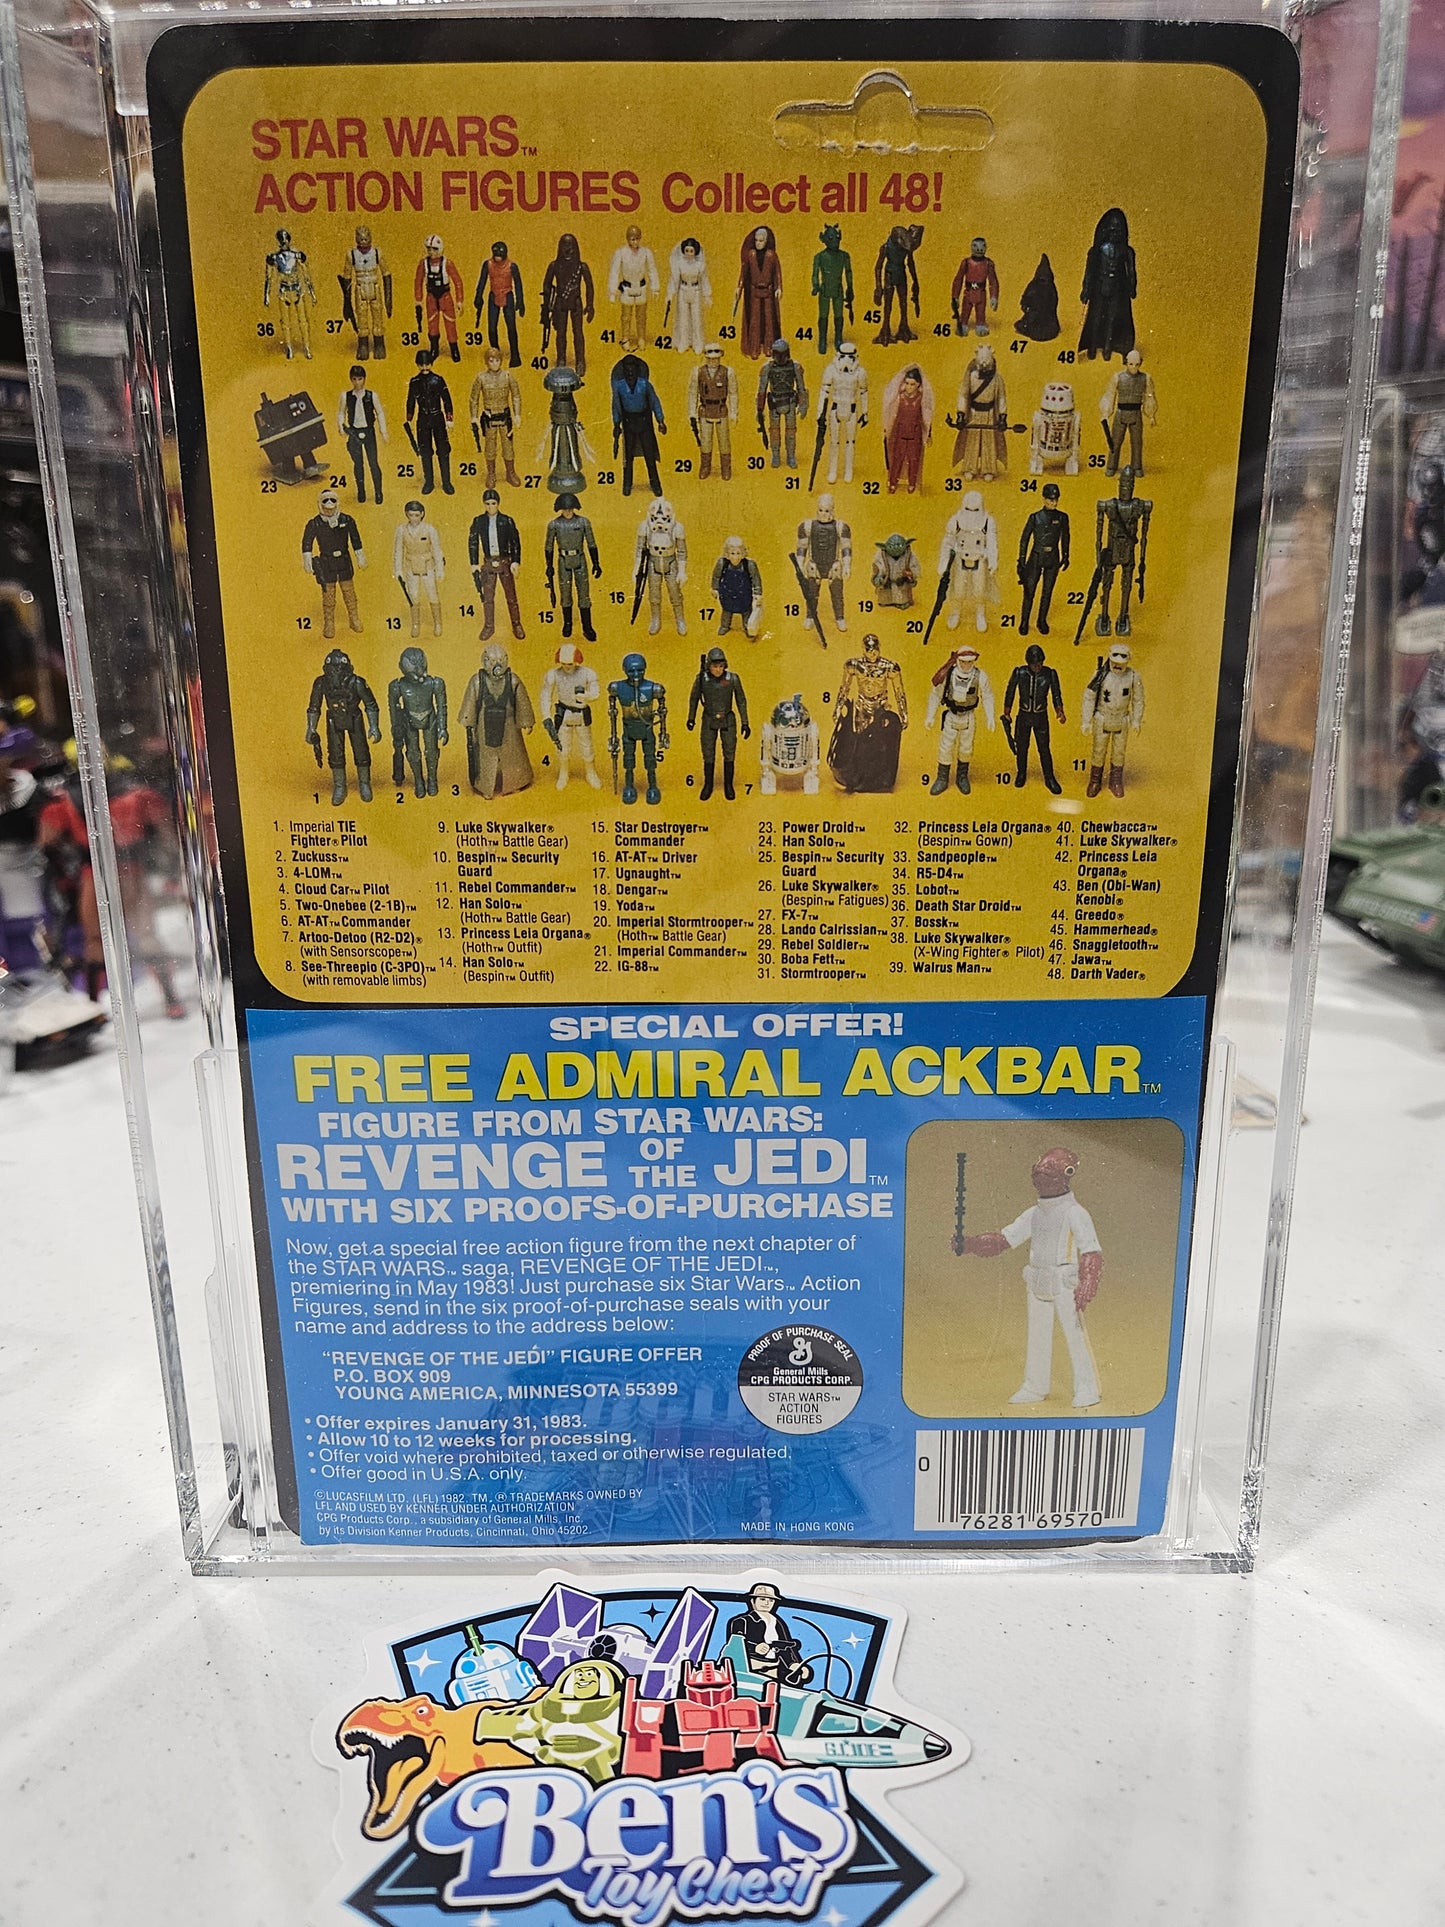 STAR WARS™
ACTION FIGURES Collect all 48!
36 37 38 39 40 41 42 43 44 45 46 47 48
23 24 25 26 27 28 29 30 31 32 33 34 35
12 13 14 15 16 17 18 19 20 21 22
1 2 3 4 5 6 7 8 9 10 11
1. Imperial TIE
Fighter® Pilot
2. Zuckuss™
3. 4-LOM™
4. Cloud Car™ Pilot
5. Two-Onebee (2-1B)™
6. AT-AT™ Commander
7. Artoo-Detoo (R2-D2)®
(with Sensorscope™)
8. See-Threepio (C-3PO)™
(with removable limbs)
9. Luke Skywalker®
(Hoth™ Battle Gear)
10. Bespin™ Security
Guard
11. Rebel Commander™
12. Han Solo™
(Hoth™ Battle Gear)
13. Princess Leia Organa®
(Hoth™ Outfit)
14. Han Solo™
(Bespin™ Outfit)
15. Star Destroyer™
Commander
16. AT-AT™ Driver
17. Ugnaught™
18. Dengar™
19. Yoda™
20. Imperial Stormtrooper™
(Hoth™ Battle Gear)
21. Imperial Commander™
22. IG-88™
23. Power Droid™
24. Han Solo™
25. Bespin™ Security
Guard
26. Luke Skywalker®
(Bespin™ Fatigues)
27. FX-7™
28. Lando Calrissian™
29. Rebel Soldier™
30. Boba Fett™
31. Stormtrooper™
32. Princess Leia Organa®
(Bespin™ Gown)
33. Sandpeople™
34. R5-D4™
35. Lobot™
36. Death Star Droid™
37. Bossk™
38. Luke Skywalker®
(X-Wing Fighter® Pilot)
39. Walrus Man™
40. Chewbacca™
41. Luke Skywalker®
42. Princess Leia
Organa®
43. Ben (Obi-Wan)
Kenobi®
44. Greedo®
45. Hammerhead®
46. Snaggletooth™
47. Jawa™
48. Darth Vader®
SPECIAL OFFER!
FREE ADMIRAL ACKBAR™
FIGURE FROM STAR WARS:
REVENGE OF THE JEDI™
WITH SIX PROOFS-OF-PURCHASE
Now, get a special free action figure from the next chapter of
the STAR WARS™ saga, REVENGE OF THE JEDI™,
premiering in May 1983! Just purchase six Star Wars™ Action
Figures, send in the six proof-of-purchase seals with your
name and address to the address below:
"REVENGE OF THE JEDI" FIGURE OFFER
P.O. BOX 909
YOUNG AMERICA, MINNESOTA 55399
• Offer expires January 31, 1983.
• Allow 10 to 12 weeks for processing.
• Offer void where prohibited, taxed or otherwise regulated.
• Offer good in U.S.A. only.
PROOF OF PURCHASE SEAL
General Mills
CPG PRODUCTS CORP.
STAR WARS™
ACTION
FIGURES
©LUCASFILM LTD. (LFL) 1982. TM, ® TRADEMARKS OWNED BY
LFL AND USED BY KENNER UNDER AUTHORIZATION
CPG Products Corp., a subsidiary of General Mills, Inc.
by its Division Kenner Products, Cincinnati, Ohio 45202.
MADE IN HONG KONG
0 76281 69570
G.I.JOE
Ben's
Toy Chest